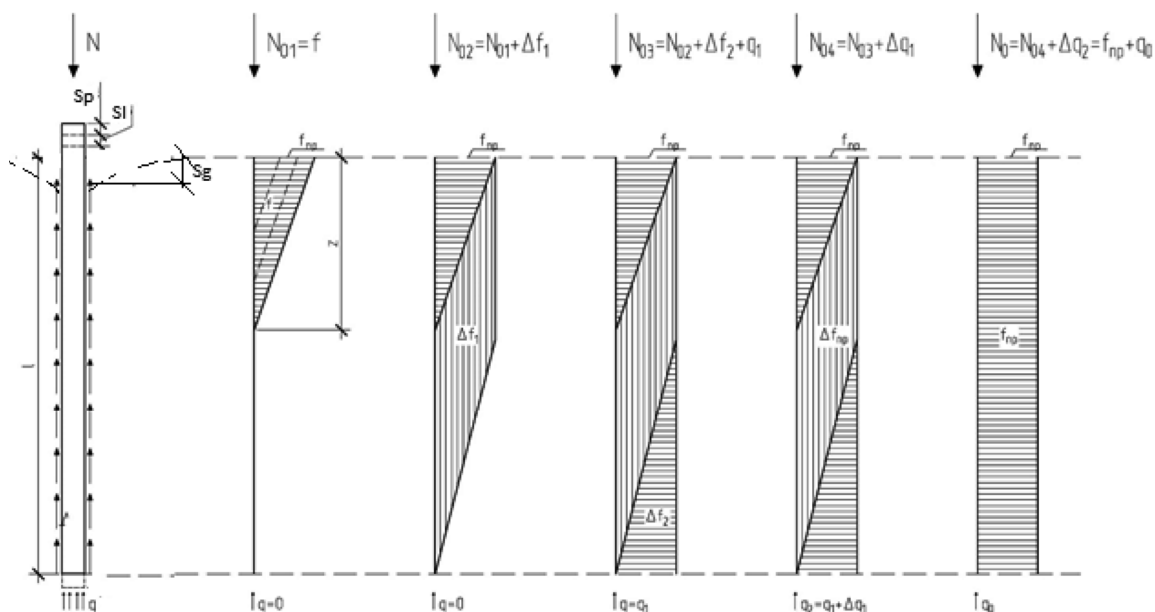 N
N₀₁=f
N₀₂=N₀₁+Δf₁
N₀₃=N₀₂+Δf₂+q₁
N₀₄=N₀₃+Δq₁
N₀=N₀₄+Δq₂=fₙₚ+q₀
Sp
Sl
Sg
fₙₚ
fₙₚ
fₙₚ
fₙₚ
fₙₚ
f
z
l
Δf₁
Δfₙₚ
fₙₚ
Δf₂
q
q=0
q=0
q=q₁
q₂=q₁+Δq₁
q₀